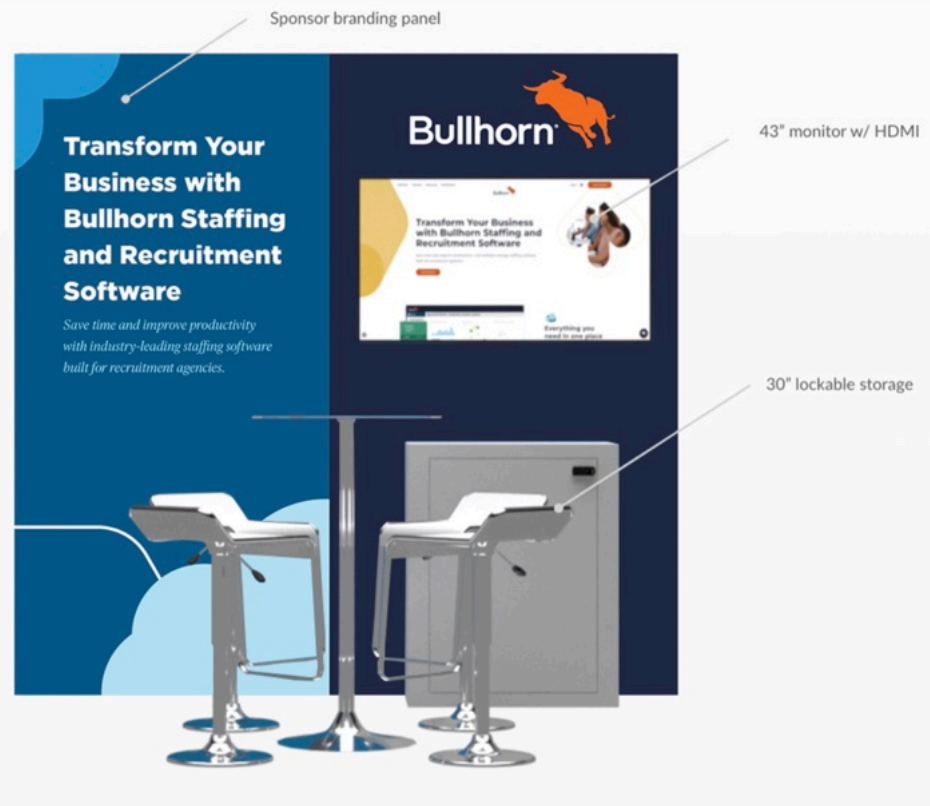 Sponsor branding panel
Bullhorn
43" monitor w/ HDMI
Transform Your
Business with
Bullhorn Staffing
and Recruitment
Software
Save time and improve productivity
with industry-leading staffing software
built for recruitment agencies.
Bullhorn
Transform Your Business
with Bullhorn Staffing and
Recruitment Software
Everything you
need in one place
30" lockable storage